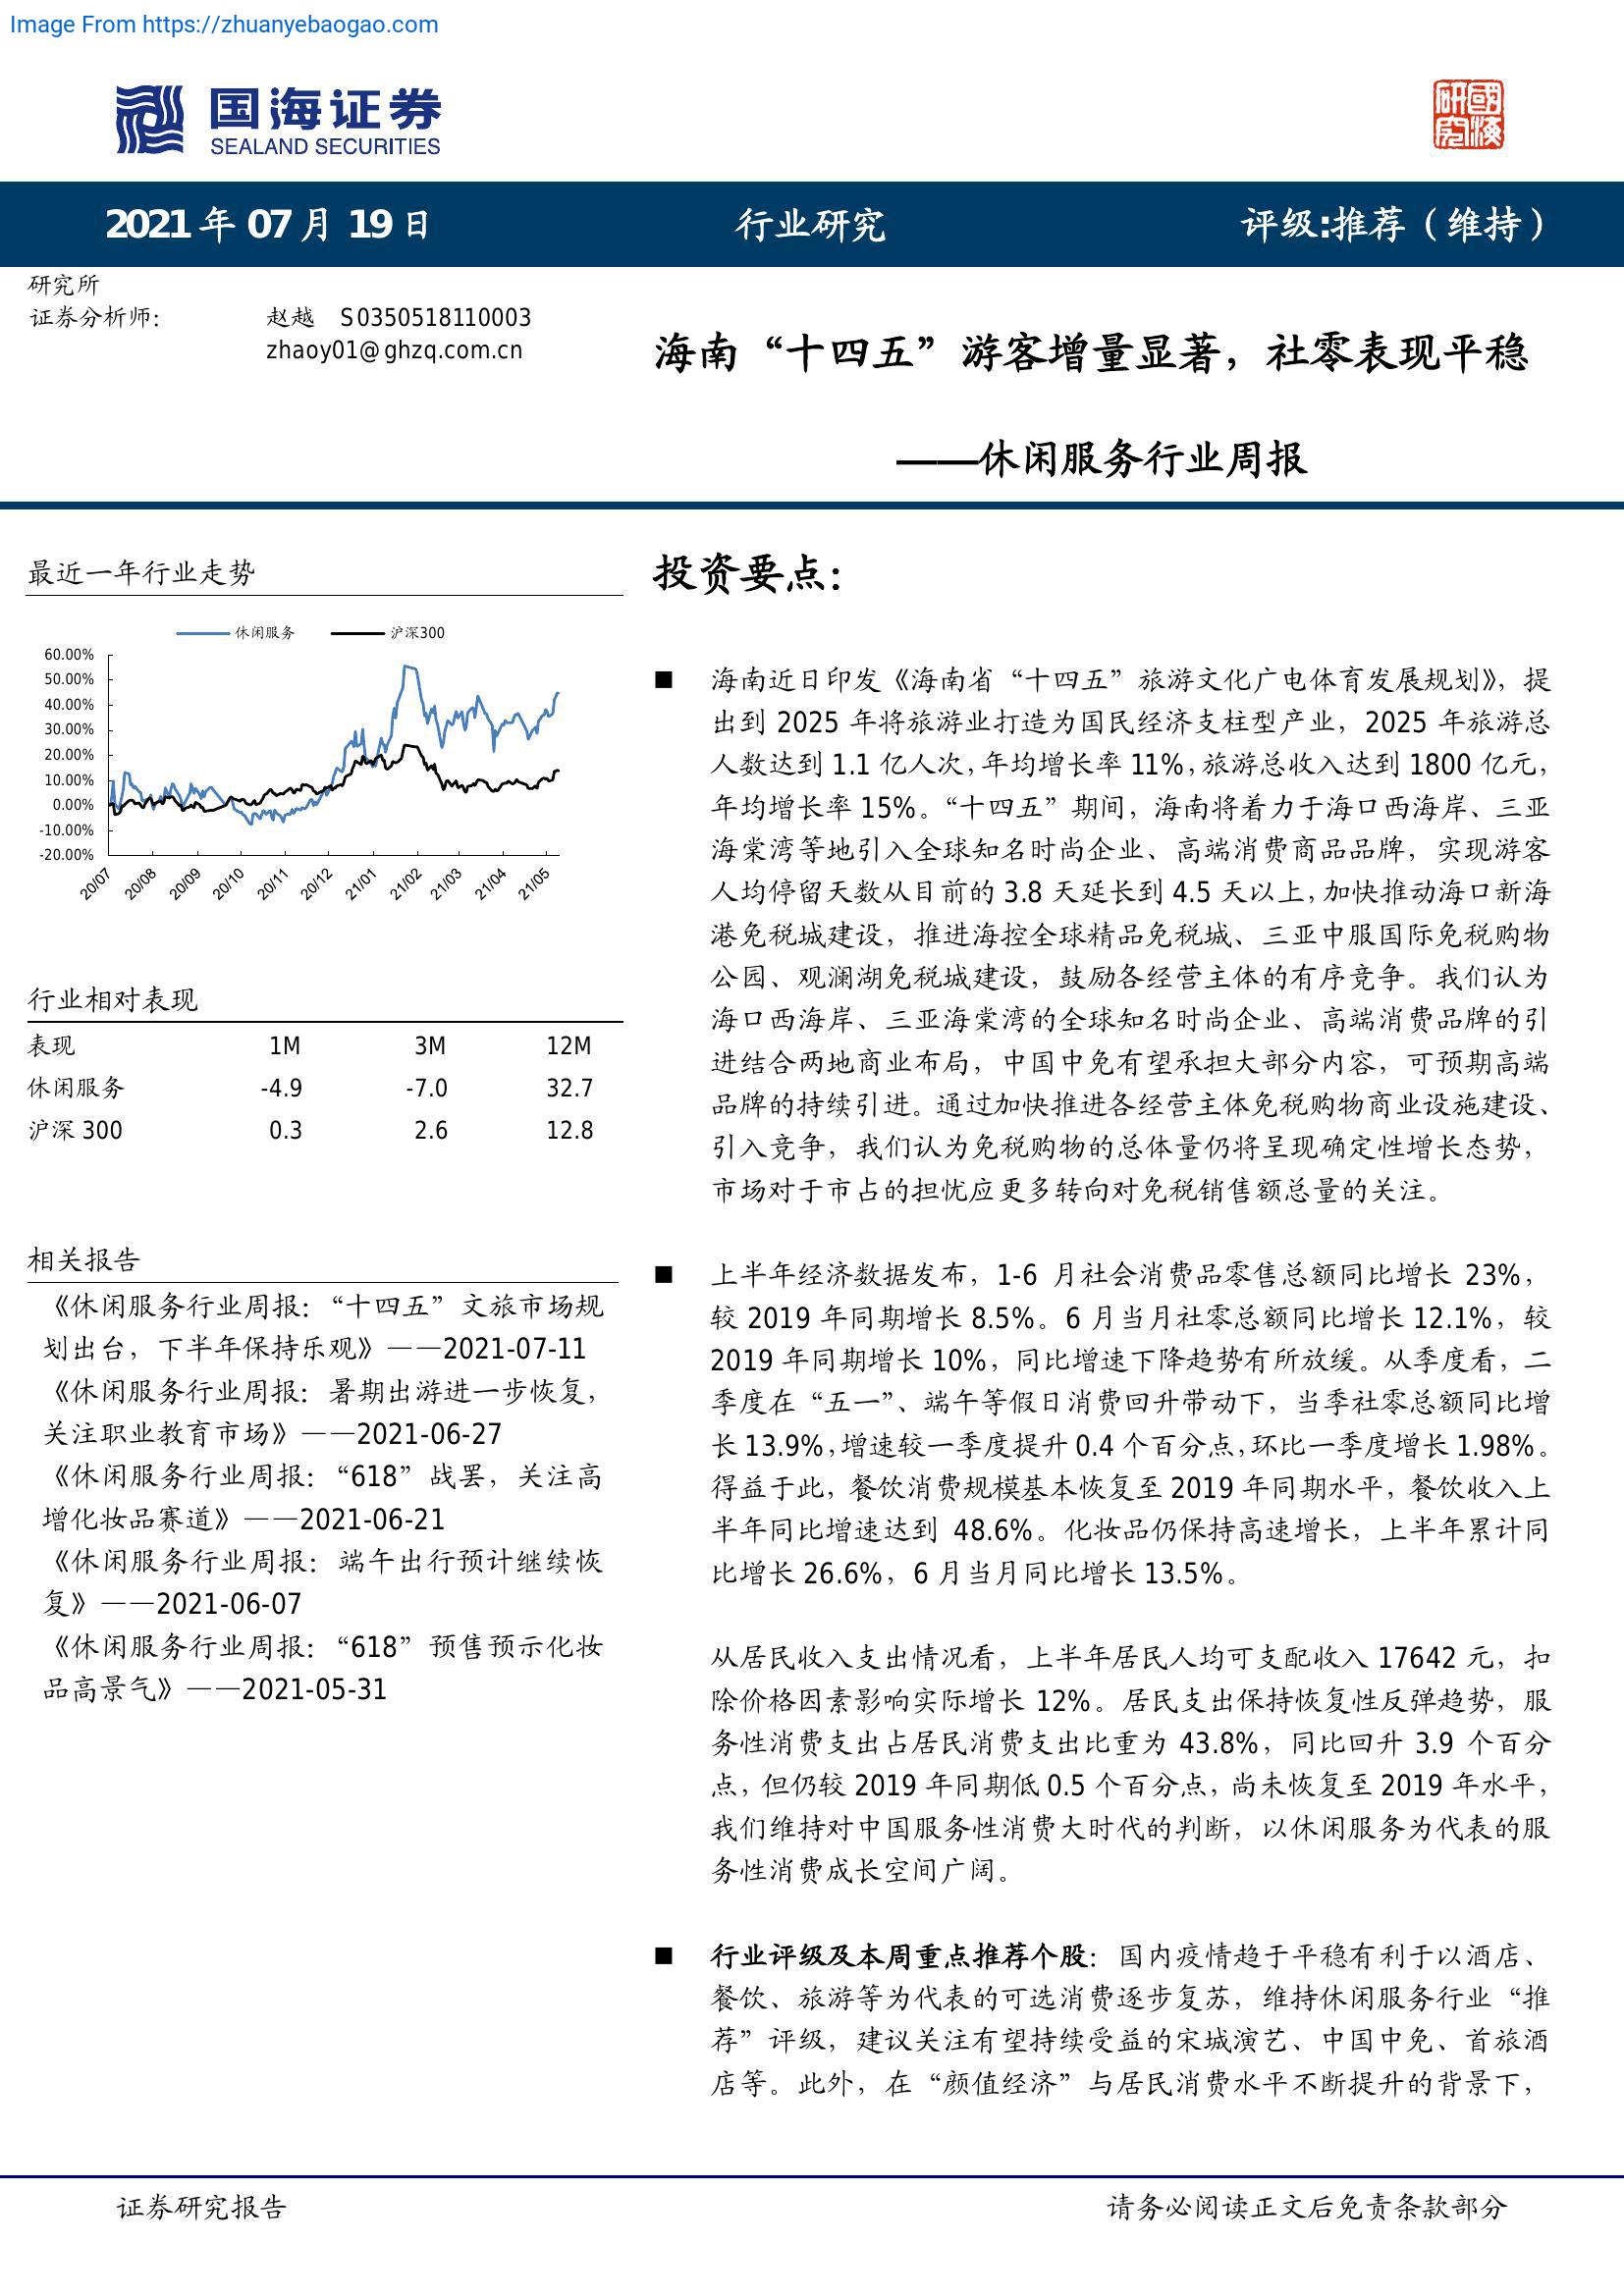 Image From https://zhuanyebaogao.com
国海证券
SEALAND SECURITIES
研究
國海
2021 年 07 月 19 日
行业研究
评级:推荐（维持）
研究所
证券分析师： 赵越 S0350518110003
zhaoy01@ghzq.com.cn
海南“十四五”游客增量显著，社零表现平稳
——休闲服务行业周报
最近一年行业走势
休闲服务 沪深300
60.00%
50.00%
40.00%
30.00%
20.00%
10.00%
0.00%
-10.00%
-20.00%
20/07 20/08 20/09 20/10 20/11 20/12 21/01 21/02 21/03 21/04 21/05
行业相对表现
表现 1M 3M 12M
休闲服务 -4.9 -7.0 32.7
沪深 300 0.3 2.6 12.8
相关报告
《休闲服务行业周报：“十四五”文旅市场规
划出台，下半年保持乐观》——2021-07-11
《休闲服务行业周报：暑期出游进一步恢复，
关注职业教育市场》——2021-06-27
《休闲服务行业周报：“618”战罢，关注高
增化妆品赛道》——2021-06-21
《休闲服务行业周报：端午出行预计继续恢
复》——2021-06-07
《休闲服务行业周报：“618”预售预示化妆
品高景气》——2021-05-31
投资要点：
■ 海南近日印发《海南省“十四五”旅游文化广电体育发展规划》，提
出到 2025 年将旅游业打造为国民经济支柱型产业，2025 年旅游总
人数达到 1.1 亿人次，年均增长率 11%，旅游总收入达到 1800 亿元，
年均增长率 15%。“十四五”期间，海南将着力于海口西海岸、三亚
海棠湾等地引入全球知名时尚企业、高端消费商品品牌，实现游客
人均停留天数从目前的 3.8 天延长到 4.5 天以上，加快推动海口新海
港免税城建设，推进海控全球精品免税城、三亚中服国际免税购物
公园、观澜湖免税城建设，鼓励各经营主体的有序竞争。我们认为
海口西海岸、三亚海棠湾的全球知名时尚企业、高端消费品牌的引
进结合两地商业布局，中国中免有望承担大部分内容，可预期高端
品牌的持续引进。通过加快推进各经营主体免税购物商业设施建设、
引入竞争，我们认为免税购物的总体量仍将呈现确定性增长态势，
市场对于市占的担忧应更多转向对免税销售额总量的关注。
■ 上半年经济数据发布，1-6 月社会消费品零售总额同比增长 23%，
较 2019 年同期增长 8.5%。6 月当月社零总额同比增长 12.1%，较
2019 年同期增长 10%，同比增速下降趋势有所放缓。从季度看，二
季度在“五一”、端午等假日消费回升带动下，当季社零总额同比增
长 13.9%，增速较一季度提升 0.4 个百分点，环比一季度增长 1.98%。
得益于此，餐饮消费规模基本恢复至 2019 年同期水平，餐饮收入上
半年同比增速达到 48.6%。化妆品仍保持高速增长，上半年累计同
比增长 26.6%，6 月当月同比增长 13.5%。
从居民收入支出情况看，上半年居民人均可支配收入 17642 元，扣
除价格因素影响实际增长 12%。居民支出保持恢复性反弹趋势，服
务性消费支出占居民消费支出比重为 43.8%，同比回升 3.9 个百分
点，但仍较 2019 年同期低 0.5 个百分点，尚未恢复至 2019 年水平，
我们维持对中国服务性消费大时代的判断，以休闲服务为代表的服
务性消费成长空间广阔。
■ 行业评级及本周重点推荐个股：国内疫情趋于平稳有利于以酒店、
餐饮、旅游等为代表的可选消费逐步复苏，维持休闲服务行业“推
荐”评级，建议关注有望持续受益的宋城演艺、中国中免、首旅酒
店等。此外，在“颜值经济”与居民消费水平不断提升的背景下，
证券研究报告
请务必阅读正文后免责条款部分